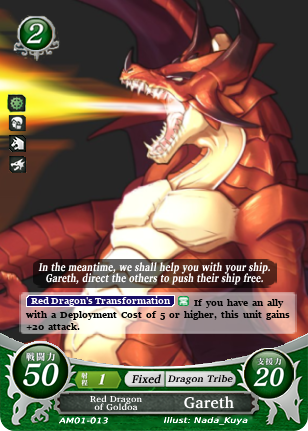 2
In the meantime, we shall help you with your ship.
Gareth, direct the others to push their ship free.
Red Dragon's Transformation 常 If you have an ally
with a Deployment Cost of 5 or higher, this unit gains
+20 attack.
戦闘力
50
射程 1
Fixed
Dragon Tribe
支援力
20
Red Dragon
of Goldoa
Gareth
AM01-013
Illust: Nada_Kuya